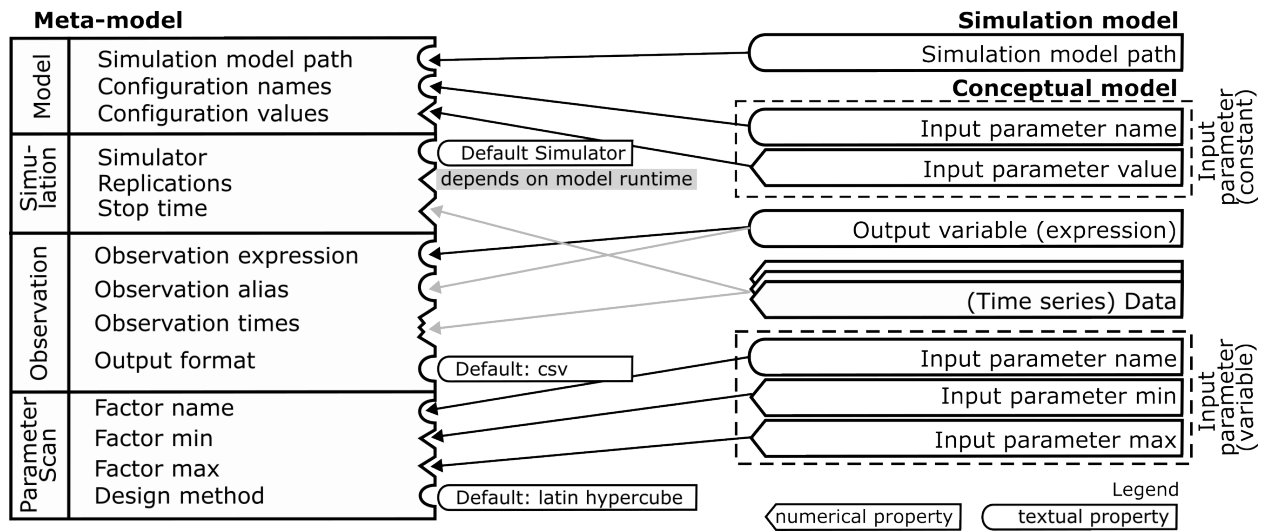 Meta-model
Model
Simulation model path
Configuration names
Configuration values
Simu-
lation
Simulator
Default Simulator
Replications
depends on model runtime
Stop time
Observation
Observation expression
Observation alias
Observation times
Output format
Default: csv
Parameter
Scan
Factor name
Factor min
Factor max
Design method
Default: latin hypercube
Simulation model
Simulation model path
Conceptual model
Input parameter name
Input parameter value
Input
parameter
(constant)
Output variable (expression)
(Time series) Data
Input parameter name
Input parameter min
Input parameter max
Input
parameter
(variable)
Legend
numerical property
textual property